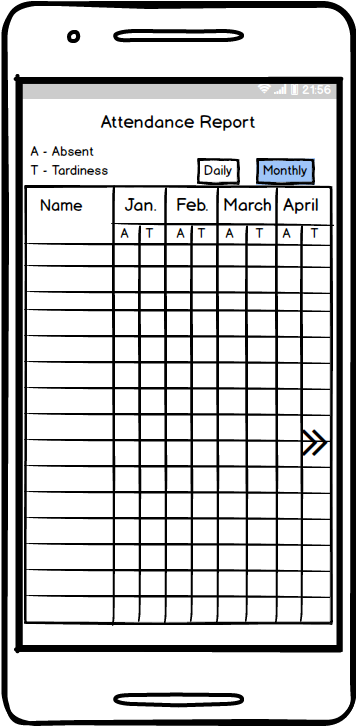 21:56
Attendance Report
A - Absent
T - Tardiness
Daily Monthly
Name Jan. Feb. March April
A T A T A T A T